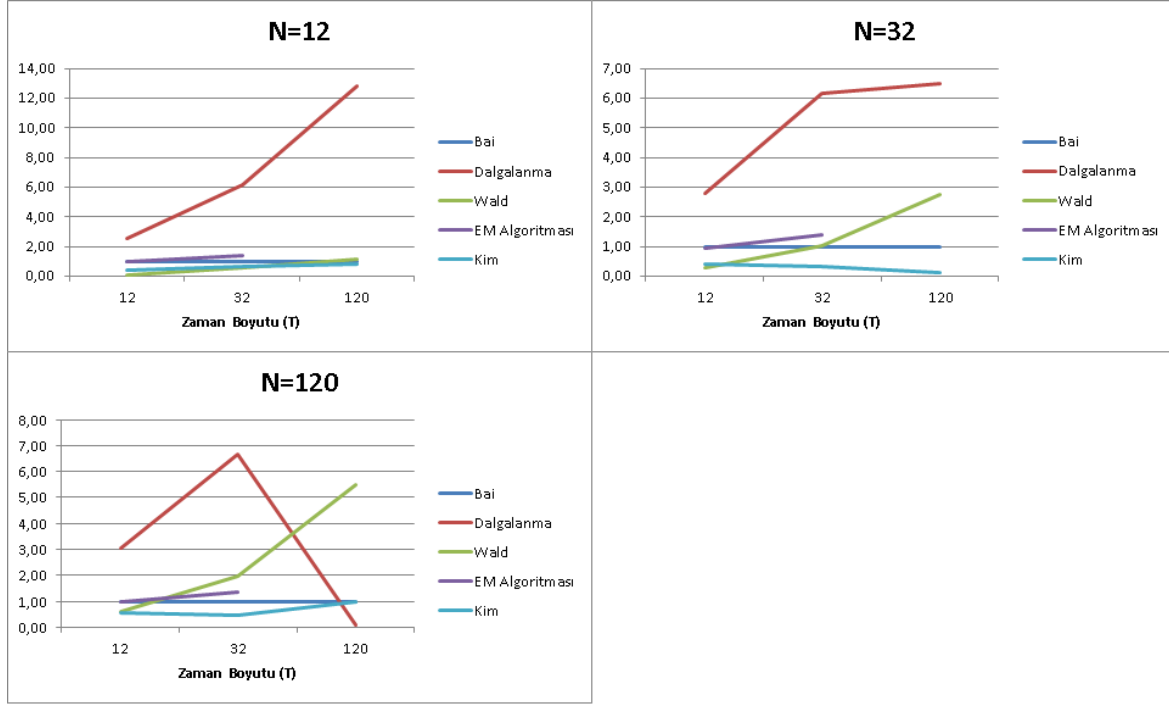 N=12
14,00
12,00
10,00
8,00
6,00
4,00
2,00
0,00
12 32 120
Zaman Boyutu (T)
Bai
Dalgalanma
Wald
EM Algoritması
Kim
N=32
7,00
6,00
5,00
4,00
3,00
2,00
1,00
0,00
12 32 120
Zaman Boyutu (T)
Bai
Dalgalanma
Wald
EM Algoritması
Kim
N=120
8,00
7,00
6,00
5,00
4,00
3,00
2,00
1,00
0,00
12 32 120
Zaman Boyutu (T)
Bai
Dalgalanma
Wald
EM Algoritması
Kim